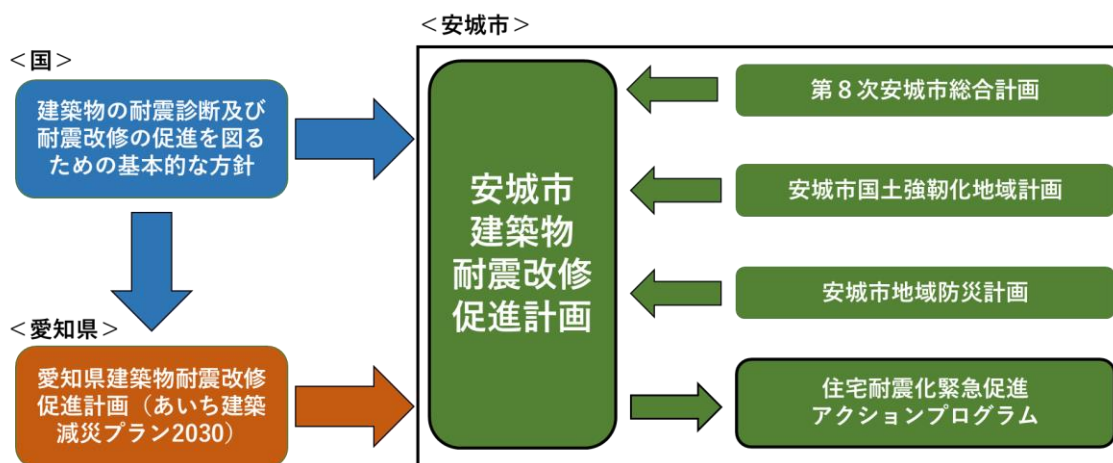 ＜国＞
建築物の耐震診断及び
耐震改修の促進を図る
ための基本的な方針
＜愛知県＞
愛知県建築物耐震改修
促進計画（あいち建築
減災プラン2030）
＜安城市＞
安城市
建築物
耐震改修
促進計画
第８次安城市総合計画
安城市国土強靭化地域計画
安城市地域防災計画
住宅耐震化緊急促進
アクションプログラム